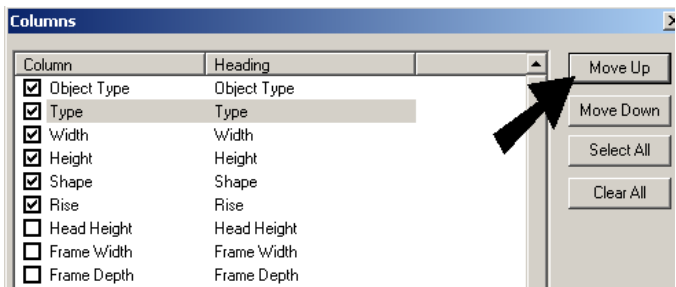 Columns
Column Heading
Object Type Object Type
Type Type
Width Width
Height Height
Shape Shape
Rise Rise
Head Height Head Height
Frame Width Frame Width
Frame Depth Frame Depth
Move Up
Move Down
Select All
Clear All